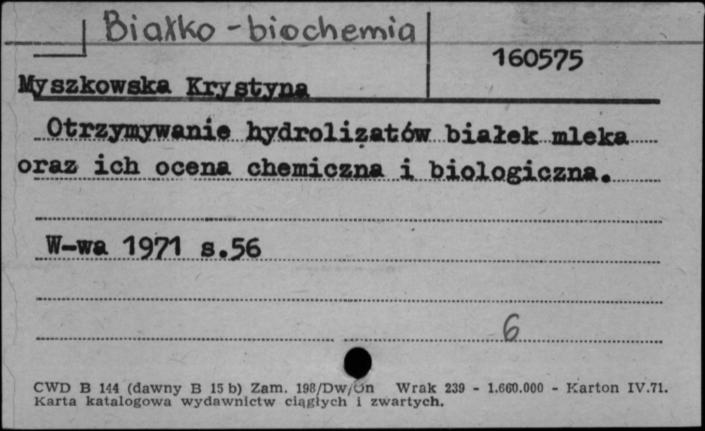 Białko - biochemia
160575
Myszkowska Krystyna
Otrzymywanie hydrolizatów białek mleka
oraz ich ocena chemiczna i biologiczna.
W-wa 1971 s.56
6
CWD B 144 (dawny B 15 b) Zam. 198/Dw/Un Wrak 239 - 1.660.000 - Karton IV.71.
Karta katalogowa wydawnictw ciągłych i zwartych.